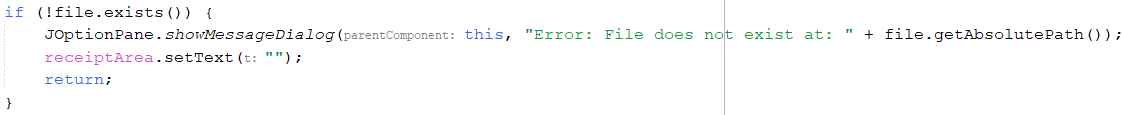 if (!file.exists()) {
JOptionPane.showMessageDialog(parentComponent: this, "Error: File does not exist at: " + file.getAbsolutePath());
receiptArea.setText(t: "");
return;
}